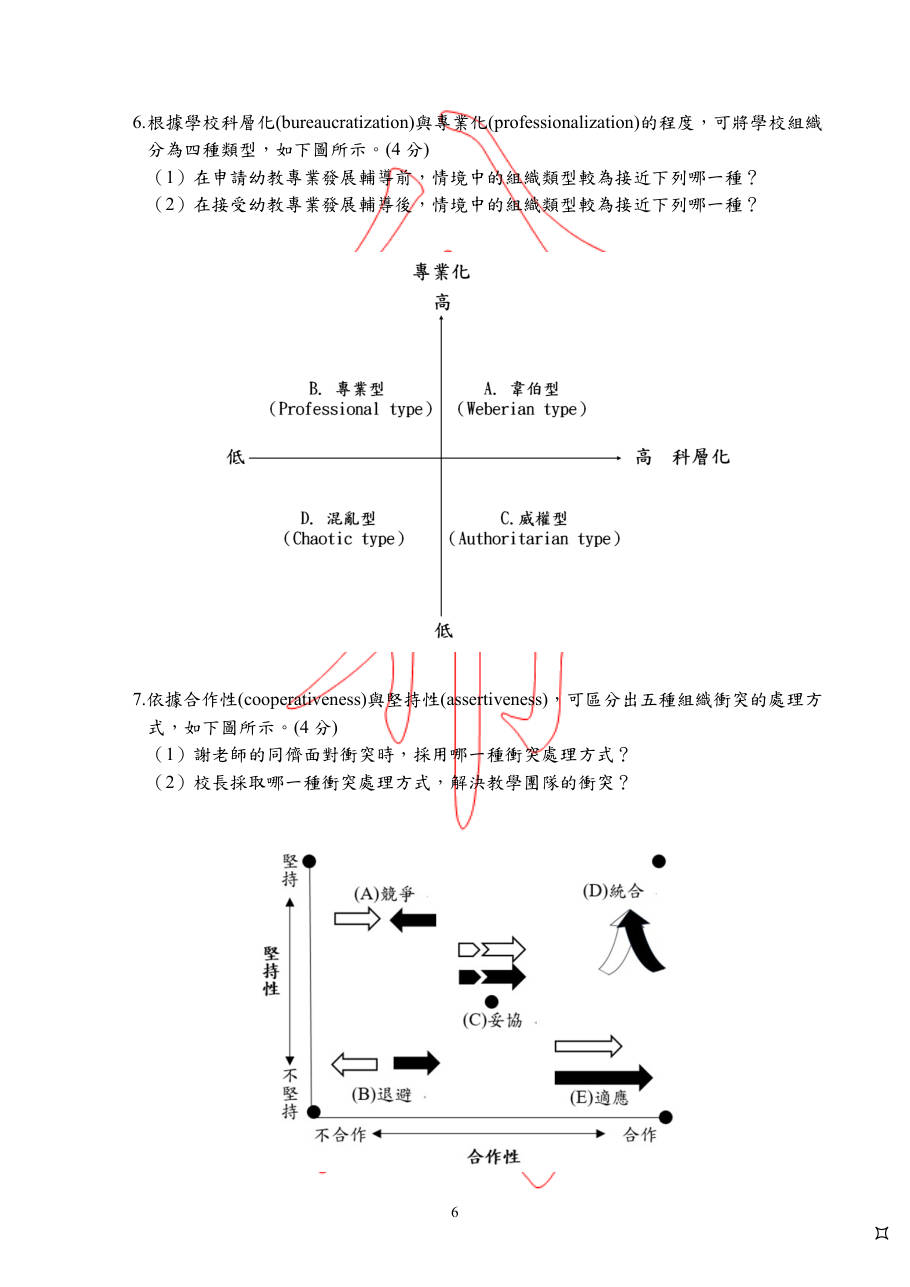 6.根據學校科層化(bureaucratization)與專業化(professionalization)的程度，可將學校組織
分為四種類型，如下圖所示。(4 分)
（1）在申請幼教專業發展輔導前，情境中的組織類型較為接近下列哪一種？
（2）在接受幼教專業發展輔導後，情境中的組織類型較為接近下列哪一種？
專業化
高
B. 專業型 A. 韋伯型
（Professional type） （Weberian type）
低 高 科層化
D. 混亂型 C.威權型
（Chaotic type） （Authoritarian type）
低
7.依據合作性(cooperativeness)與堅持性(assertiveness)，可區分出五種組織衝突的處理方
式，如下圖所示。(4 分)
（1）謝老師的同儕面對衝突時，採用哪一種衝突處理方式？
（2）校長採取哪一種衝突處理方式，解決教學團隊的衝突？
堅持
(A)競爭 (D)統合
堅持性
(C)妥協
不堅持
(B)退避 (E)適應
不合作 合作
合作性
6